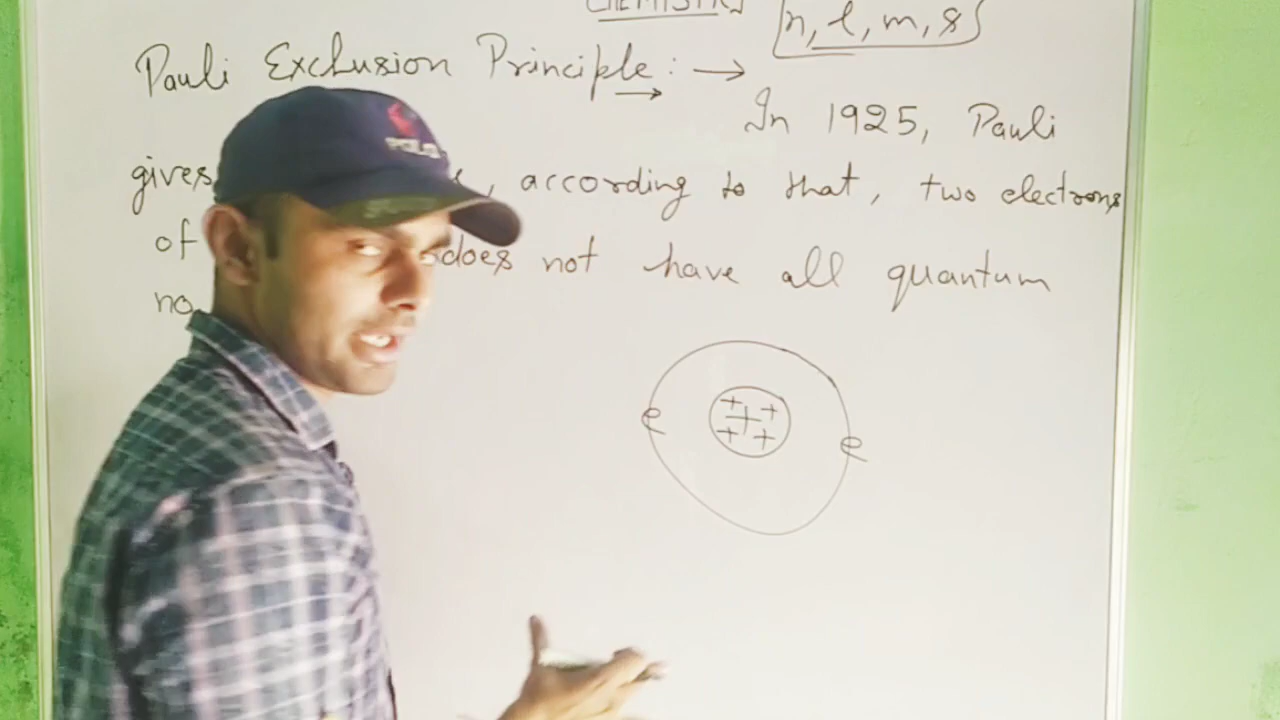 CHEMISTRY [n, l, m, s]
Pauli Exclusion Principle : →
In 1925, Pauli
gives , according to that, two electrons
of does not have all quantum
no
POLO
e + + + + + e